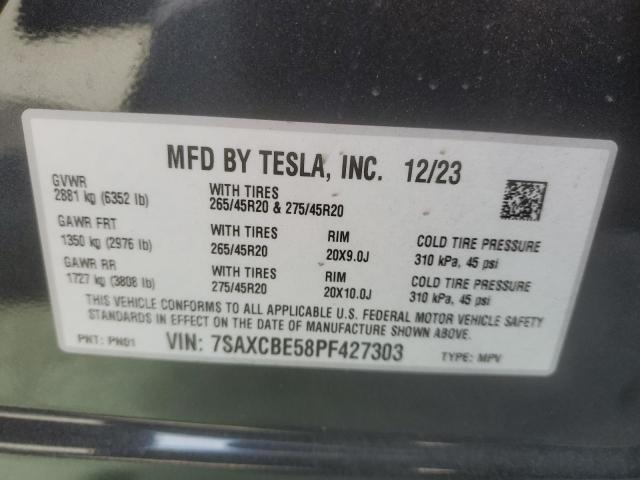 MFD BY TESLA, INC. 12/23
GVWR
2881 kg (6352 lb)
WITH TIRES
265/45R20 & 275/45R20
GAWR FRT
1350 kg (2976 lb)
WITH TIRES
265/45R20
RIM
20X9.0J
COLD TIRE PRESSURE
310 kPa, 45 psi
GAWR RR
1727 kg (3808 lb)
WITH TIRES
275/45R20
RIM
20X10.0J
COLD TIRE PRESSURE
310 kPa, 45 psi
THIS VEHICLE CONFORMS TO ALL APPLICABLE U.S. FEDERAL MOTOR VEHICLE SAFETY
STANDARDS IN EFFECT ON THE DATE OF MANUFACTURE SHOWN ABOVE.
PNT: PN01 VIN: 7SAXCBE58PF427303 TYPE: MPV